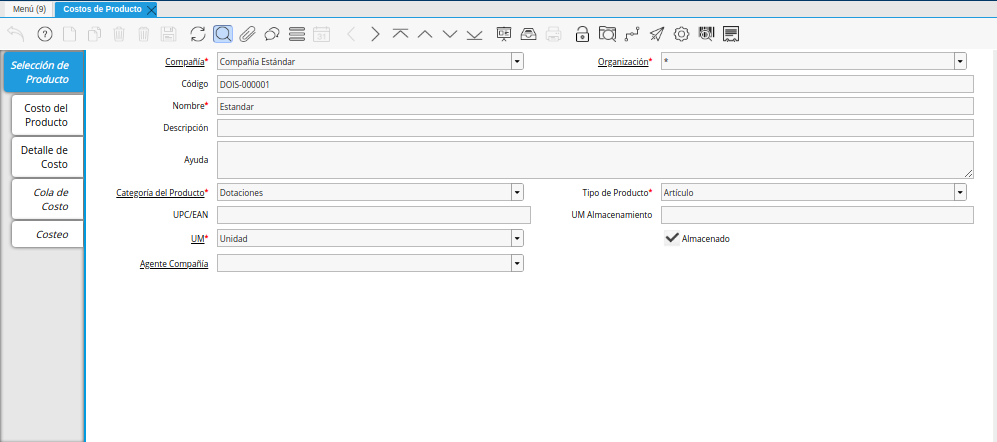 Menú (9)
Costos de Producto
Selección de
Producto
Costo del
Producto
Detalle de
Costo
Cola de
Costo
Costeo
Compañía* Compañía Estándar Organización* *
Código DOIS-000001
Nombre* Estandar
Descripción
Ayuda
Categoría del Producto* Dotaciones Tipo de Producto* Artículo
UPC/EAN UM Almacenamiento
UM* Unidad Almacenado
Agente Compañía